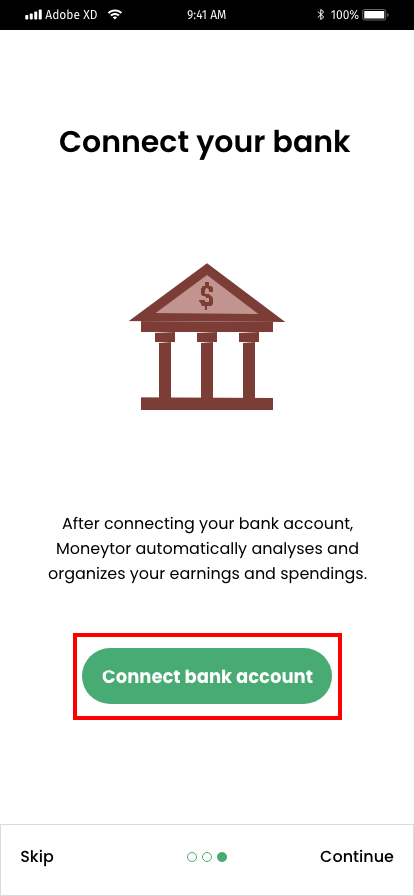 Adobe XD 9:41 AM 100%
Connect your bank
$
After connecting your bank account,
Moneytor automatically analyses and
organizes your earnings and spendings.
Connect bank account
Skip Continue